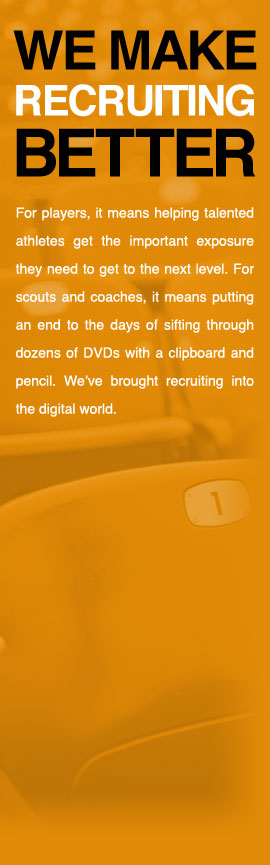 WE MAKE
RECRUITING
BETTER
For players, it means helping talented
athletes get the important exposure
they need to get to the next level. For
scouts and coaches, it means putting
an end to the days of sifting through
dozens of DVDs with a clipboard and
pencil. We've brought recruiting into
the digital world.
1